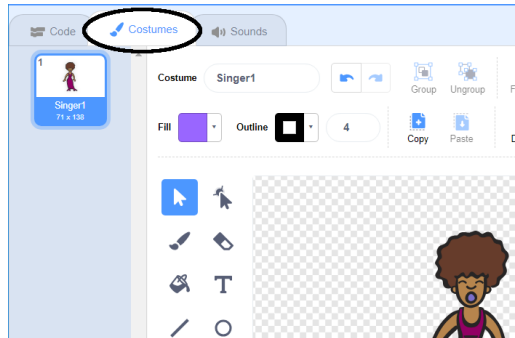 Code Costumes Sounds
1
Singer1
71 x 138
Costume Singer1
Group Ungroup
Fill Outline 4
Copy Paste
T